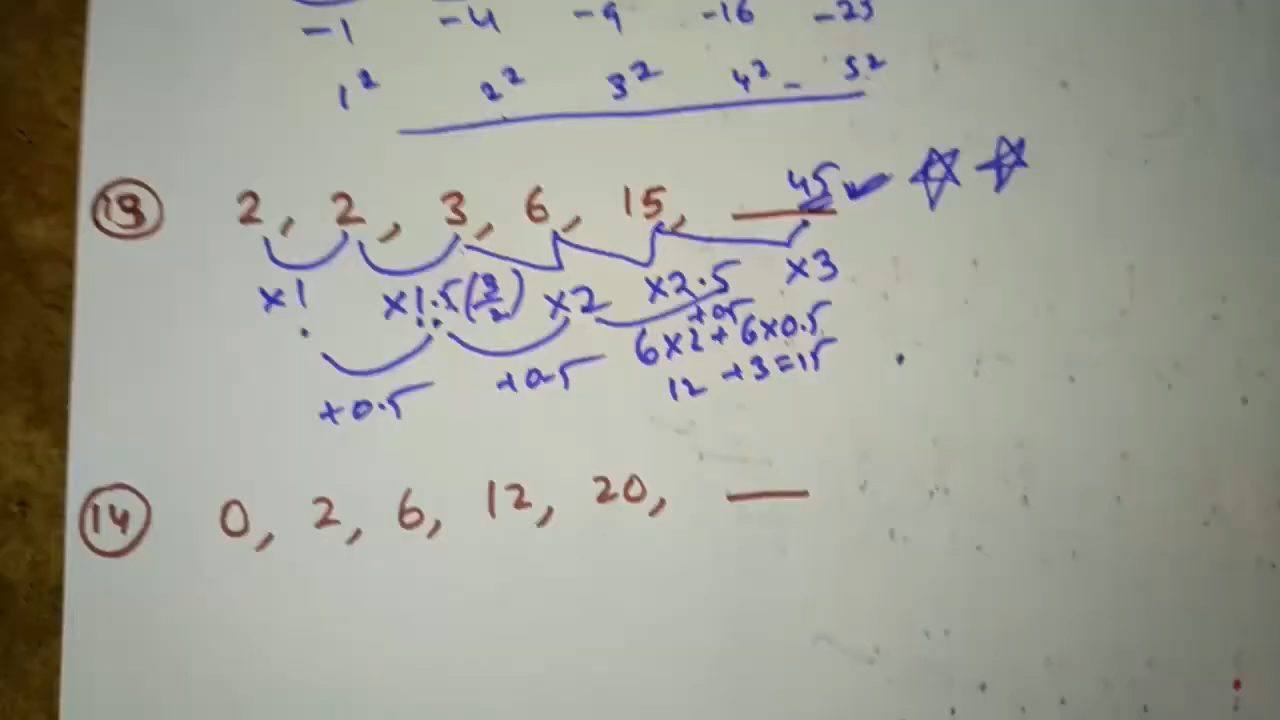 -1 -4 -9 -16 -25
1² 2² 3² 4² - 5²
13 2, 2, 3, 6, 15, 45
×1 ×1.5(3/2) ×2 ×2.5 ×3
+0.5 +0.5 +0.5
6×2+6×0.5
12 +3=15
14 0, 2, 6, 12, 20, __